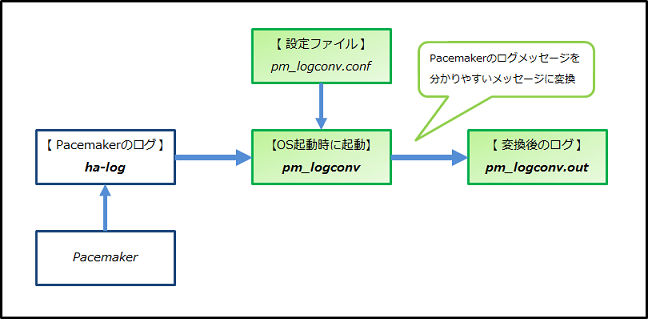 【 設定ファイル】
pm_logconv.conf
Pacemakerのログメッセージを
分かりやすいメッセージに変換
【 Pacemakerのログ】
ha-log
【OS起動時に起動】
pm_logconv
【 変換後のログ】
pm_logconv.out
Pacemaker